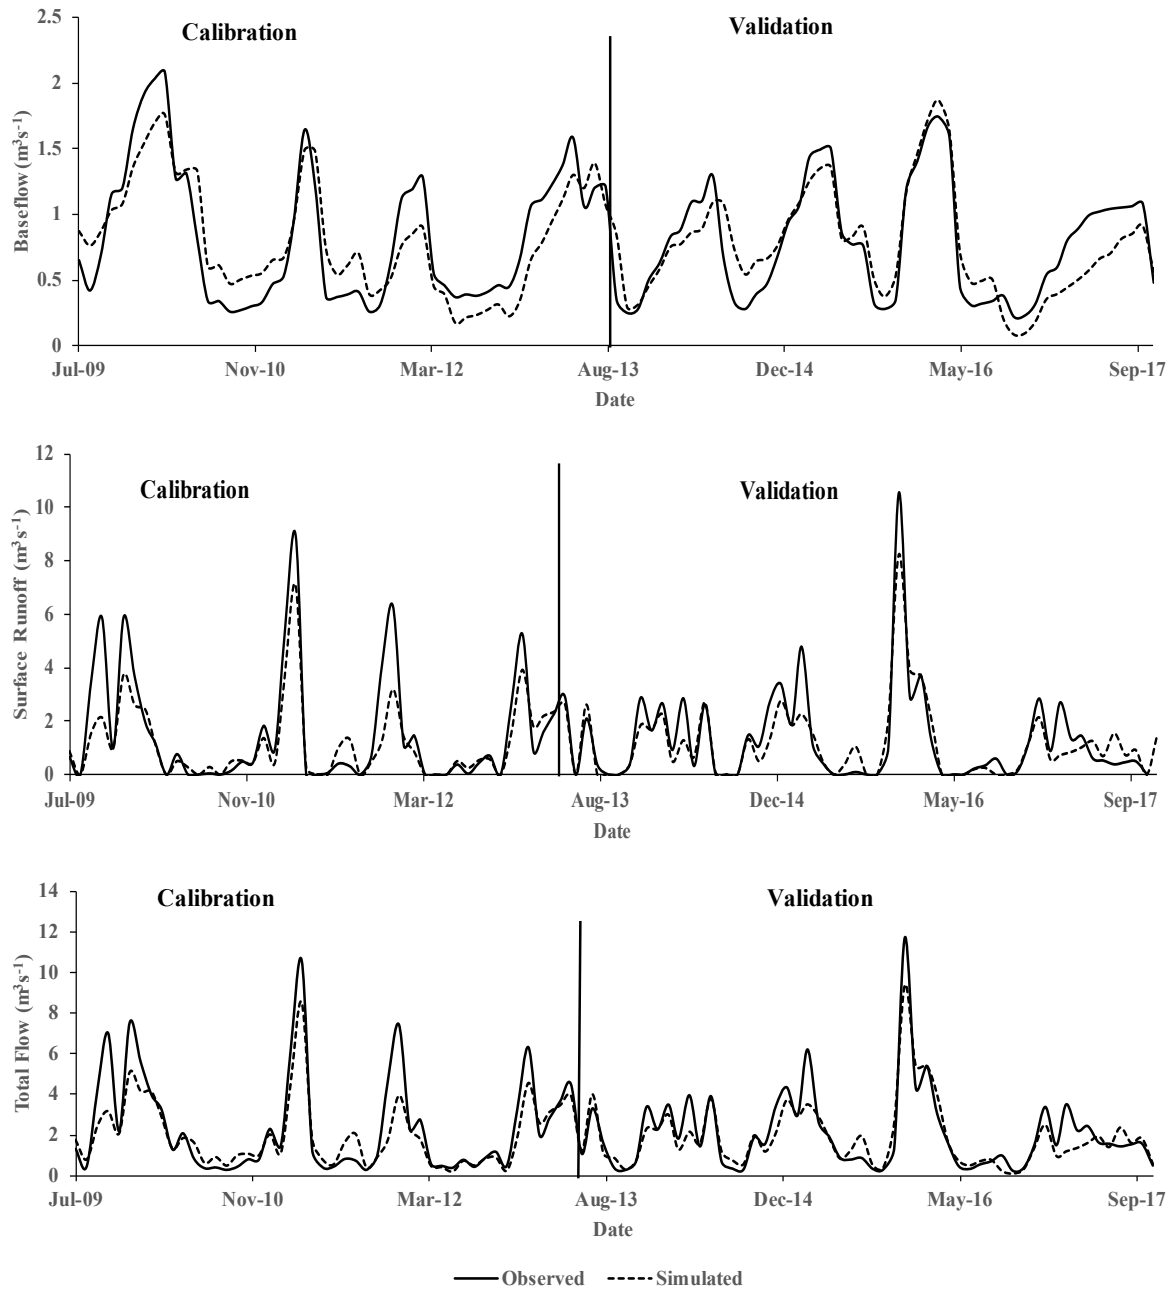 Calibration Validation
2.5
2
1.5
1
0.5
0
Baseflow (m³s⁻¹)
Jul-09 Nov-10 Mar-12 Aug-13 Dec-14 May-16 Sep-17
Date
Calibration Validation
12
10
8
6
4
2
0
Surface Runoff (m³s⁻¹)
Jul-09 Nov-10 Mar-12 Aug-13 Dec-14 May-16 Sep-17
Date
Calibration Validation
14
12
10
8
6
4
2
0
Total Flow (m³s⁻¹)
Jul-09 Nov-10 Mar-12 Aug-13 Dec-14 May-16 Sep-17
Date
Observed Simulated